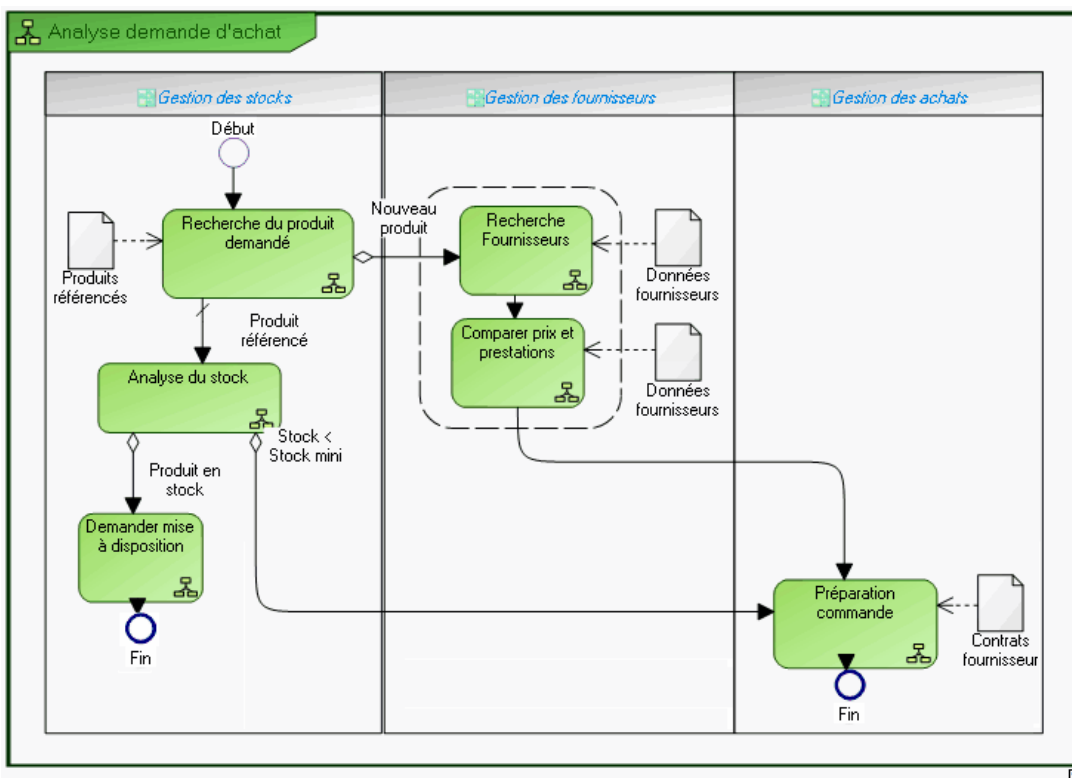 Analyse demande d'achat
Gestion des stocks
Gestion des fournisseurs
Gestion des achats
Début
Recherche du produit
demandé
Produits
référencés
Nouveau
produit
Recherche
Fournisseurs
Données
fournisseurs
Produit
référencé
Comparer prix et
prestations
Données
fournisseurs
Analyse du stock
Stock <
Stock mini
Produit en
stock
Demander mise
à disposition
Fin
Préparation
commande
Contrats
fournisseur
Fin